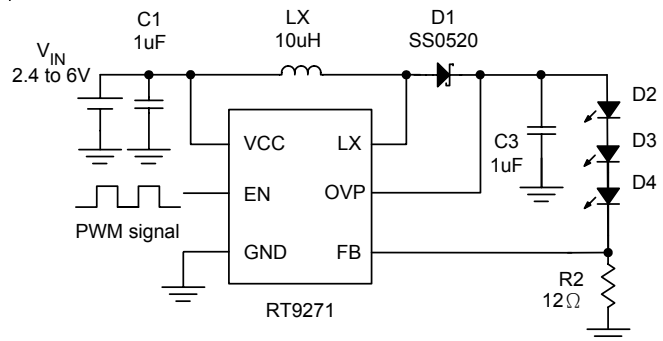 C1
1uF
LX
10uH
D1
SS0520
VIN
2.4 to 6V
D2
D3
D4
C3
1uF
VCC
LX
EN
OVP
GND
FB
PWM signal
RT9271
R2
12Ω